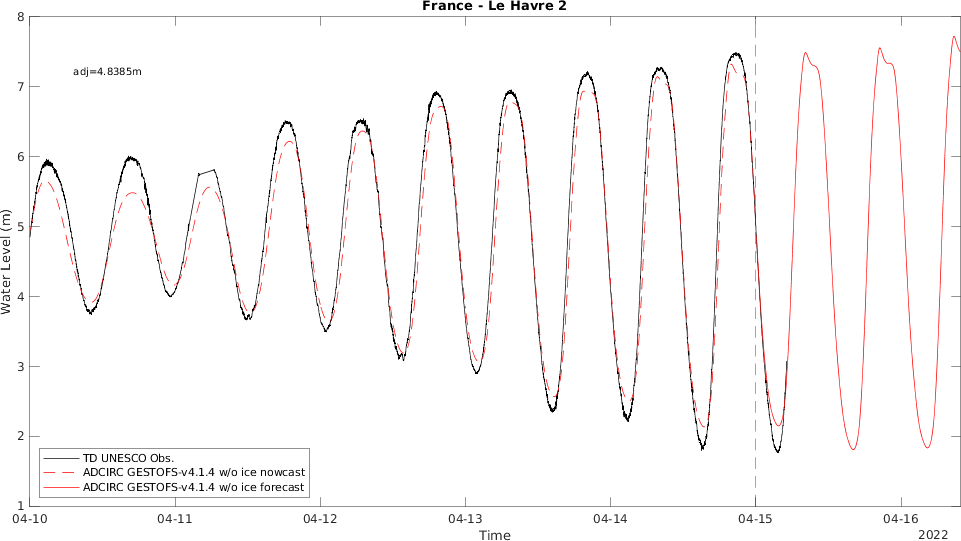 France - Le Havre 2
adj=4.8385m
8
7
6
5
4
3
2
1
Water Level (m)
TD UNESCO Obs.
ADCIRC GESTOFS-v4.1.4 w/o ice nowcast
ADCIRC GESTOFS-v4.1.4 w/o ice forecast
04-10 04-11 04-12 04-13 04-14 04-15 04-16
Time
2022